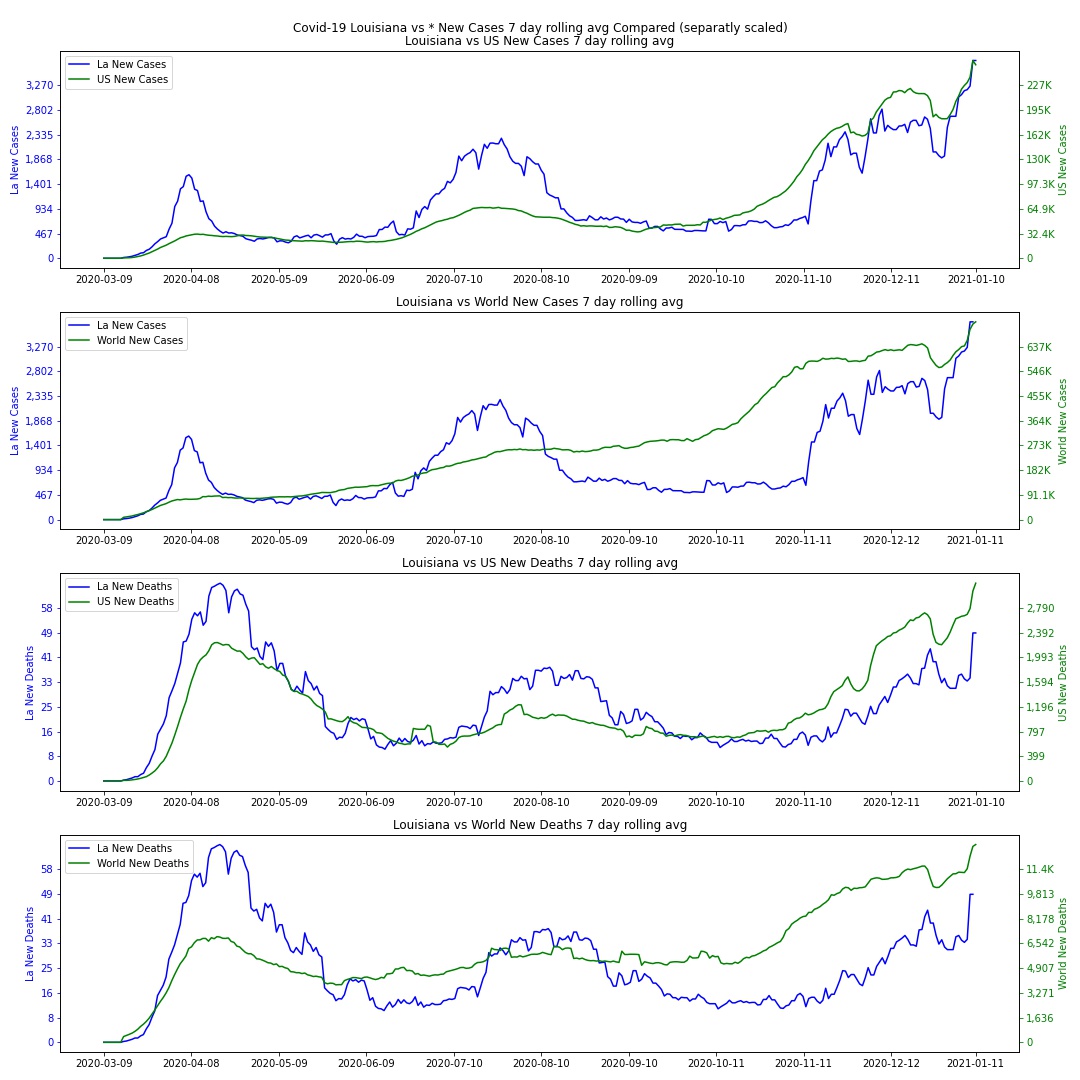 Covid-19 Louisiana vs * New Cases 7 day rolling avg Compared (separatly scaled)
Louisiana vs US New Cases 7 day rolling avg
La New Cases
US New Cases
3,270
2,802
2,335
1,868
1,401
934
467
0
La New Cases
227K
195K
162K
130K
97.3K
64.9K
32.4K
0
US New Cases
2020-03-09 2020-04-08 2020-05-09 2020-06-09 2020-07-10 2020-08-10 2020-09-09 2020-10-10 2020-11-10 2020-12-11 2021-01-10
Louisiana vs World New Cases 7 day rolling avg
La New Cases
World New Cases
3,270
2,802
2,335
1,868
1,401
934
467
0
La New Cases
637K
546K
455K
364K
273K
182K
91.1K
0
World New Cases
2020-03-09 2020-04-08 2020-05-09 2020-06-09 2020-07-10 2020-08-10 2020-09-10 2020-10-11 2020-11-11 2020-12-12 2021-01-11
Louisiana vs US New Deaths 7 day rolling avg
La New Deaths
US New Deaths
58
49
41
33
25
16
8
0
La New Deaths
2,790
2,392
1,993
1,594
1,196
797
399
0
US New Deaths
2020-03-09 2020-04-08 2020-05-09 2020-06-09 2020-07-10 2020-08-10 2020-09-09 2020-10-10 2020-11-10 2020-12-11 2021-01-10
Louisiana vs World New Deaths 7 day rolling avg
La New Deaths
World New Deaths
58
49
41
33
25
16
8
0
La New Deaths
11.4K
9,813
8,178
6,542
4,907
3,271
1,636
0
World New Deaths
2020-03-09 2020-04-08 2020-05-09 2020-06-09 2020-07-10 2020-08-10 2020-09-10 2020-10-11 2020-11-11 2020-12-12 2021-01-11